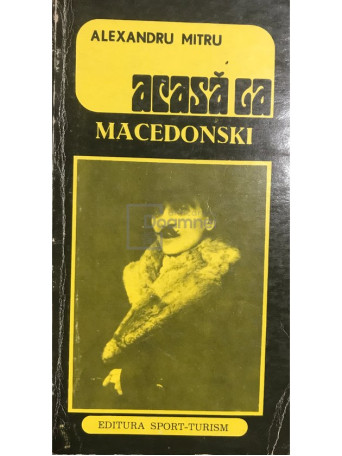 ALEXANDRU MITRU
acasă la
MACEDONSKI
EDITURA SPORT-TURISM